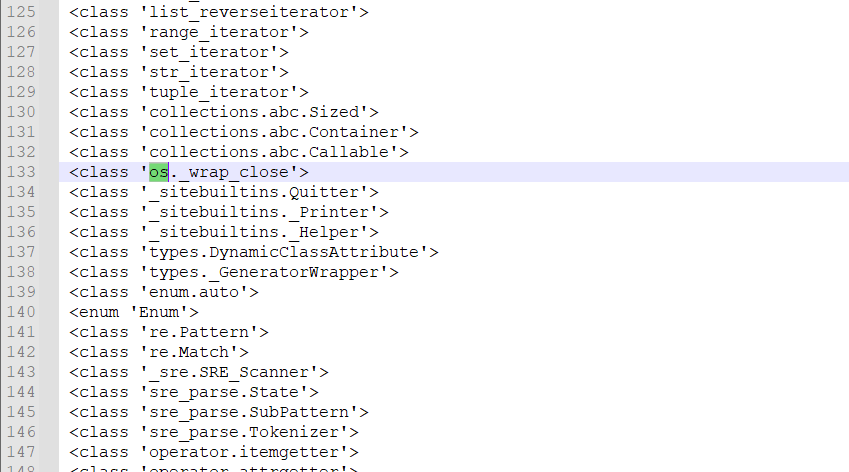 125 <class 'list_reverseiterator'>
126 <class 'range_iterator'>
127 <class 'set_iterator'>
128 <class 'str_iterator'>
129 <class 'tuple_iterator'>
130 <class 'collections.abc.Sized'>
131 <class 'collections.abc.Container'>
132 <class 'collections.abc.Callable'>
133 <class 'os._wrap_close'>
134 <class '_sitebuiltins.Quitter'>
135 <class '_sitebuiltins._Printer'>
136 <class '_sitebuiltins._Helper'>
137 <class 'types.DynamicClassAttribute'>
138 <class 'types._GeneratorWrapper'>
139 <class 'enum.auto'>
140 <enum 'Enum'>
141 <class 're.Pattern'>
142 <class 're.Match'>
143 <class '_sre.SRE_Scanner'>
144 <class 'sre_parse.State'>
145 <class 'sre_parse.SubPattern'>
146 <class 'sre_parse.Tokenizer'>
147 <class 'operator.itemgetter'>
148 <class 'operator.attrgetter'>